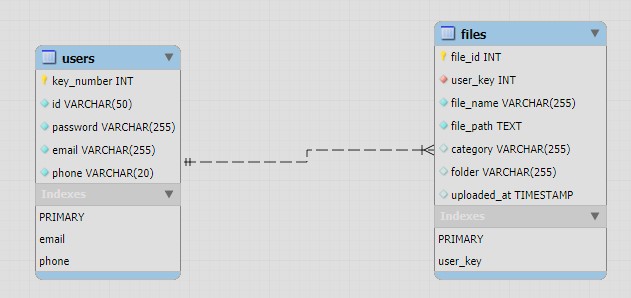 users
key_number INT
id VARCHAR(50)
password VARCHAR(255)
email VARCHAR(255)
phone VARCHAR(20)
Indexes
PRIMARY
email
phone
files
file_id INT
user_key INT
file_name VARCHAR(255)
file_path TEXT
category VARCHAR(255)
folder VARCHAR(255)
uploaded_at TIMESTAMP
Indexes
PRIMARY
user_key